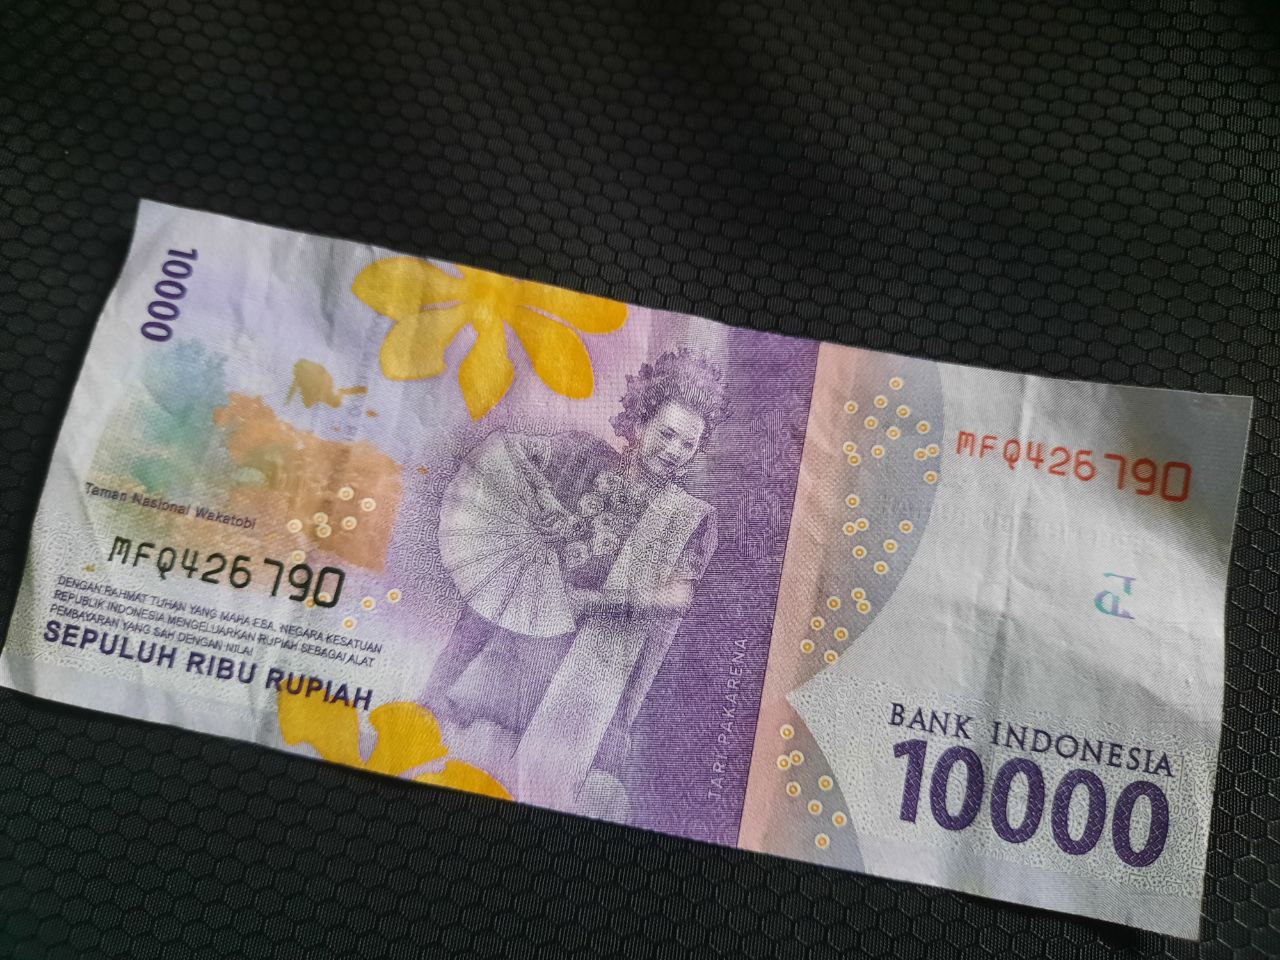 10000
Taman Nasional Wakatobi
MFQ426790
DENGAN RAHMAT TUHAN YANG MAHA ESA, NEGARA KESATUAN
REPUBLIK INDONESIA MENGELUARKAN RUPIAH SEBAGAI ALAT
PEMBAYARAN YANG SAH DENGAN NILAI
SEPULUH RIBU RUPIAH
TARI PAKARENA
MFQ426790
BANK INDONESIA
10000